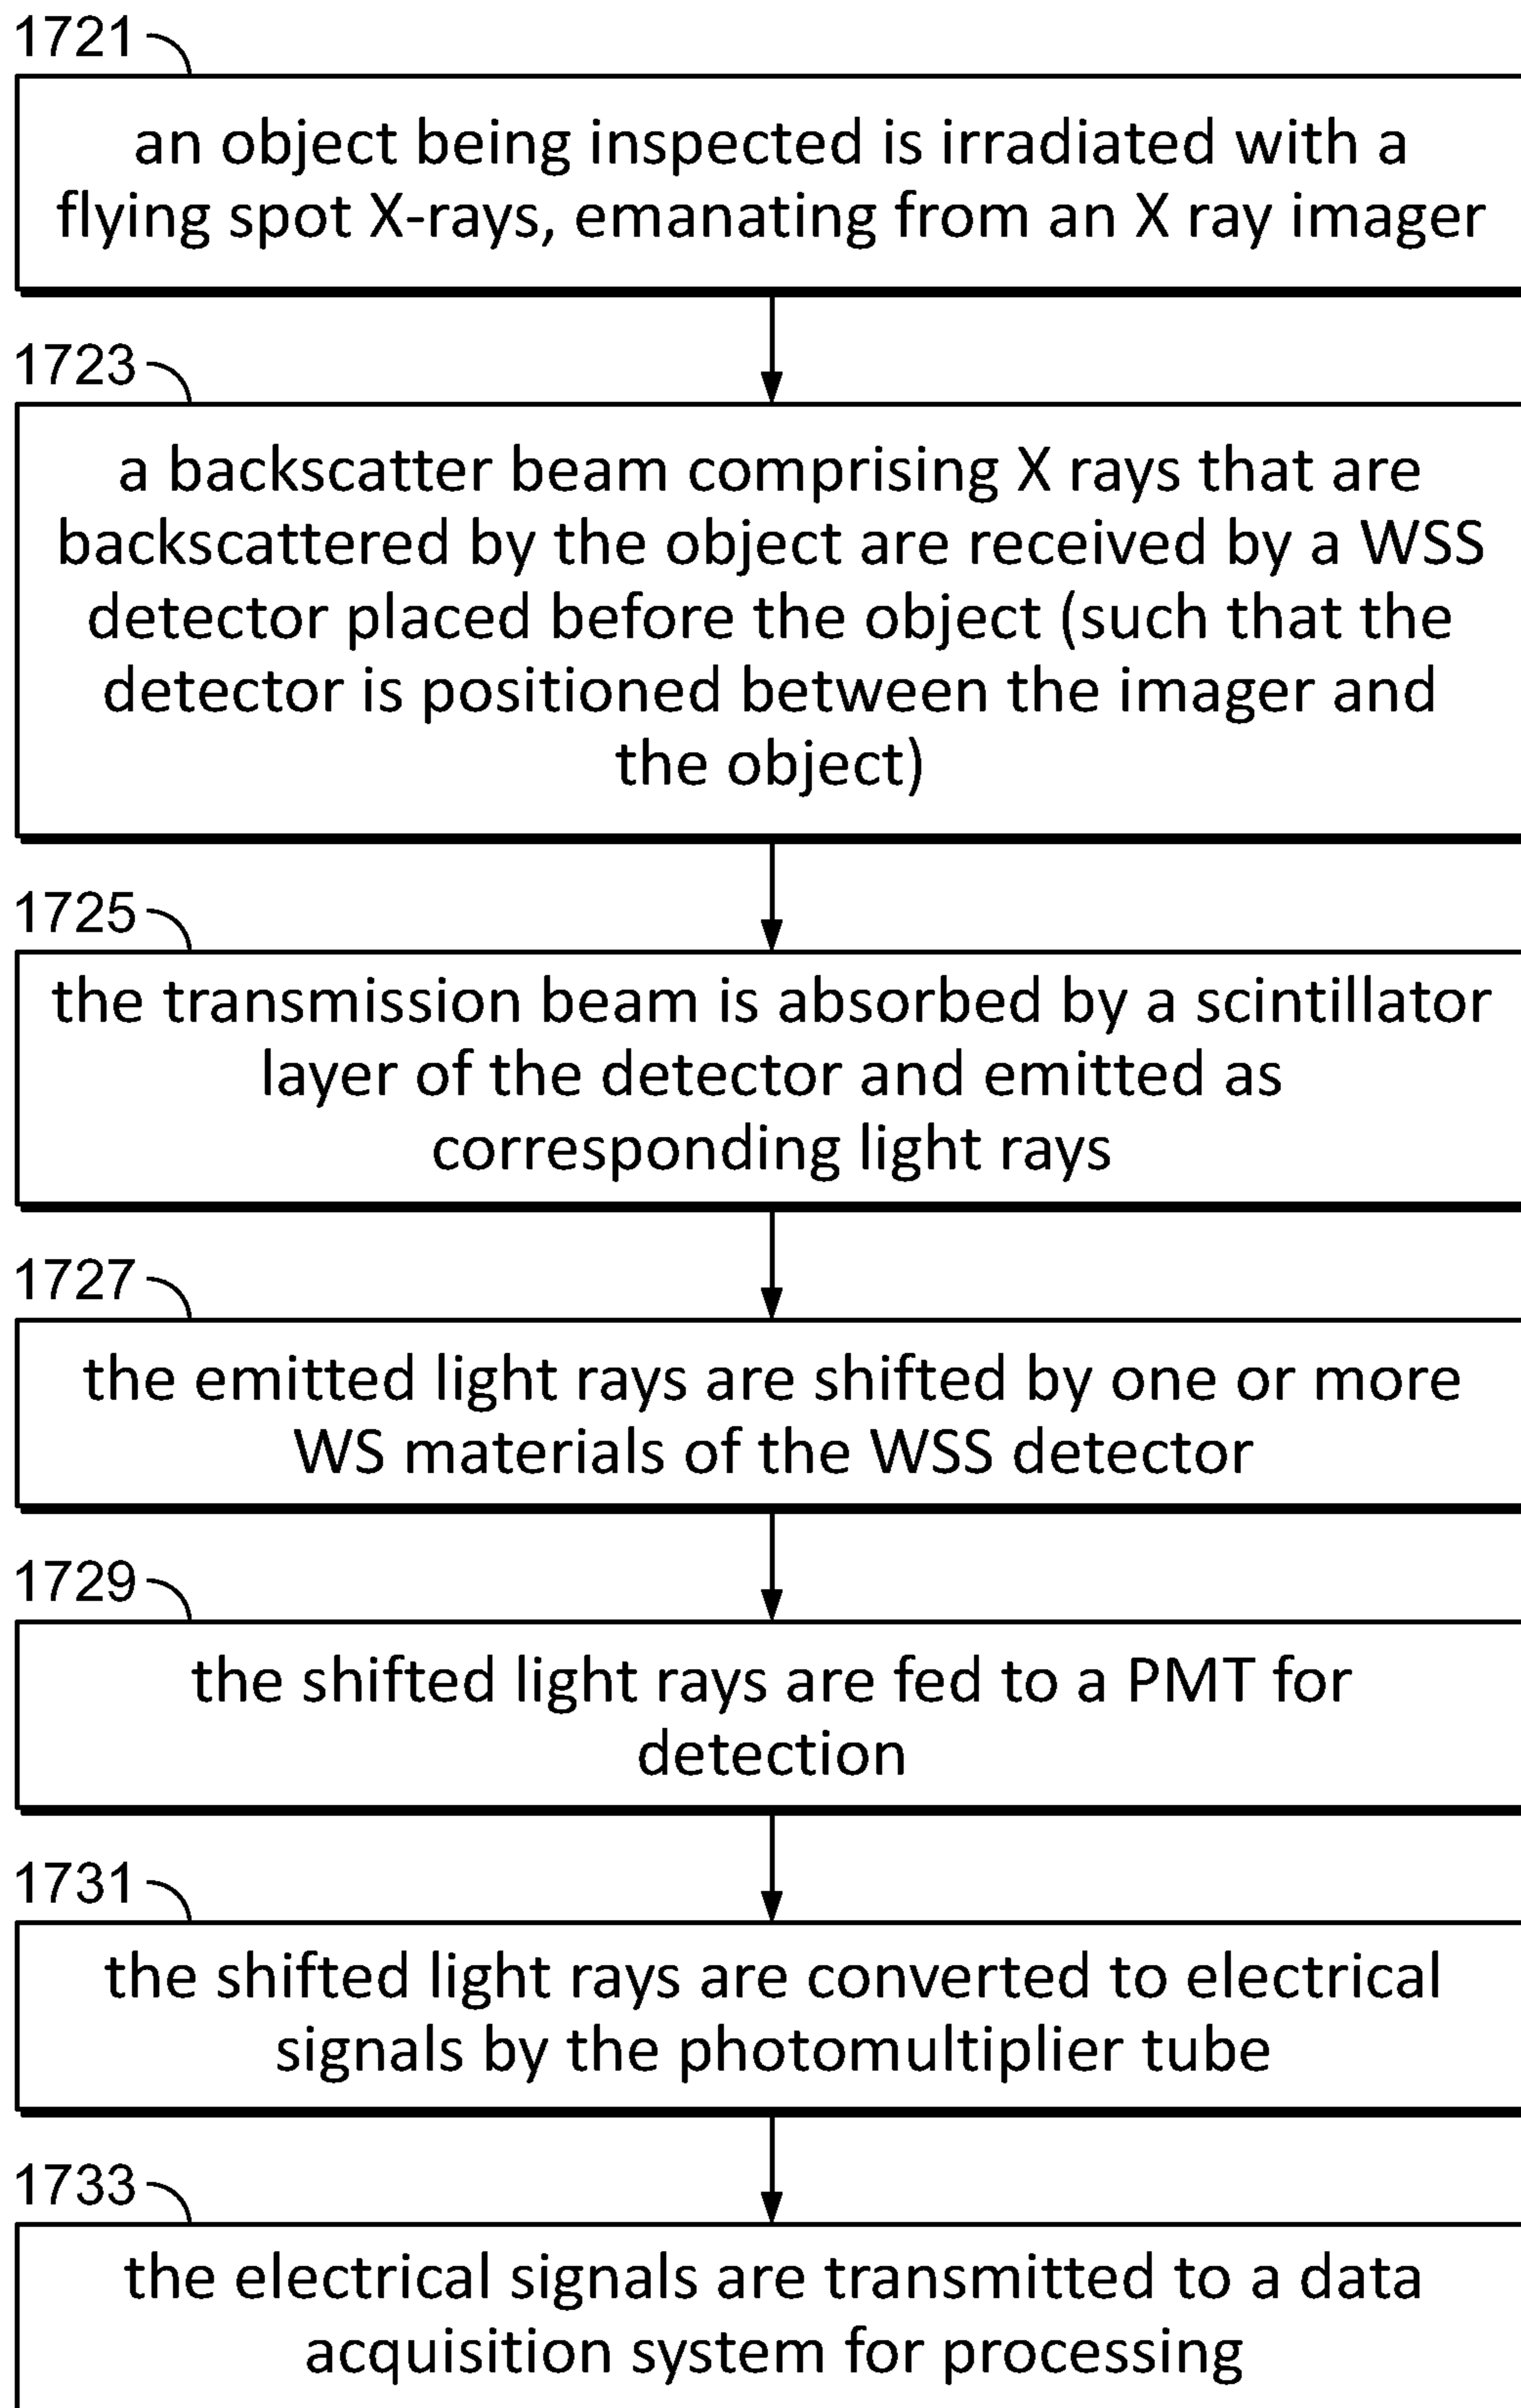 1721
an object being inspected is irradiated with a
flying spot X-rays, emanating from an X ray imager
1723
a backscatter beam comprising X rays that are
backscattered by the object are received by a WSS
detector placed before the object (such that the
detector is positioned between the imager and
the object)
1725
the transmission beam is absorbed by a scintillator
layer of the detector and emitted as
corresponding light rays
1727
the emitted light rays are shifted by one or more
WS materials of the WSS detector
1729
the shifted light rays are fed to a PMT for
detection
1731
the shifted light rays are converted to electrical
signals by the photomultiplier tube
1733
the electrical signals are transmitted to a data
acquisition system for processing